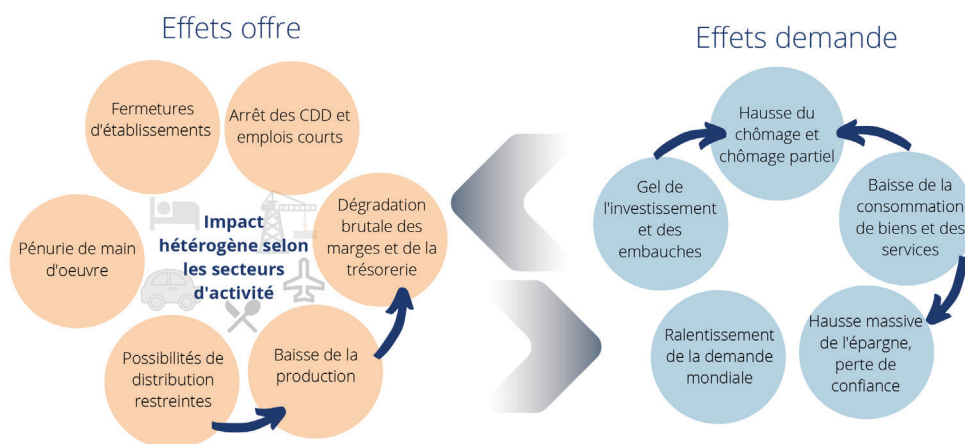 Effets offre
Fermetures
d'établissements
Arrêt des CDD et
emplois courts
Dégradation
brutale des
marges et de la
trésorerie
Baisse de la
production
Possibilités de
distribution
restreintes
Pénurie de main
d'oeuvre
Impact
hétérogène selon
les secteurs
d'activité
Effets demande
Hausse du
chômage et
chômage partiel
Baisse de la
consommation
de biens et des
services
Hausse massive
de l'épargne,
perte de
confiance
Ralentissement
de la demande
mondiale
Gel de
l'investissement
et des
embauches